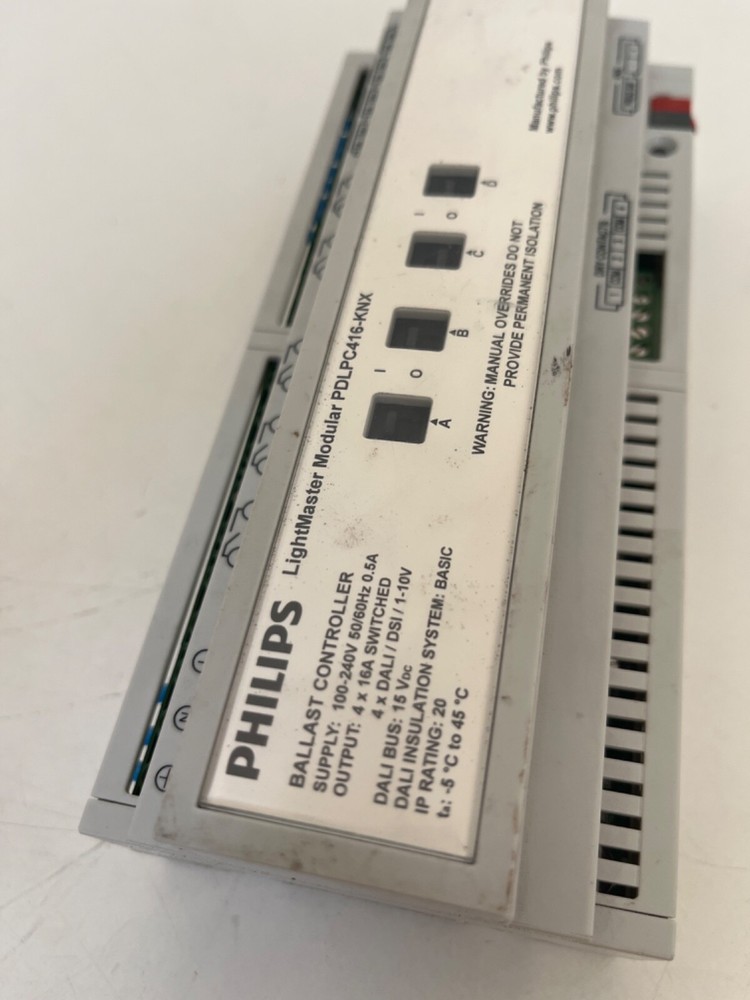 PHILIPS LightMaster Modular PDLPC416-KNX
BALLAST CONTROLLER
SUPPLY: 100-240V 50/60Hz 0.5A
OUTPUT: 4 x 16A SWITCHED
4 x DALI / DSI / 1-10V
DALI BUS: 15 VDC
DALI INSULATION SYSTEM: BASIC
IP RATING: 20
ta: -5 °C to 45 °C
I
O
A
B
I
O
C
D
WARNING: MANUAL OVERRIDES DO NOT
PROVIDE PERMANENT ISOLATION
Manufactured by Philips
www.philips.com
L
N